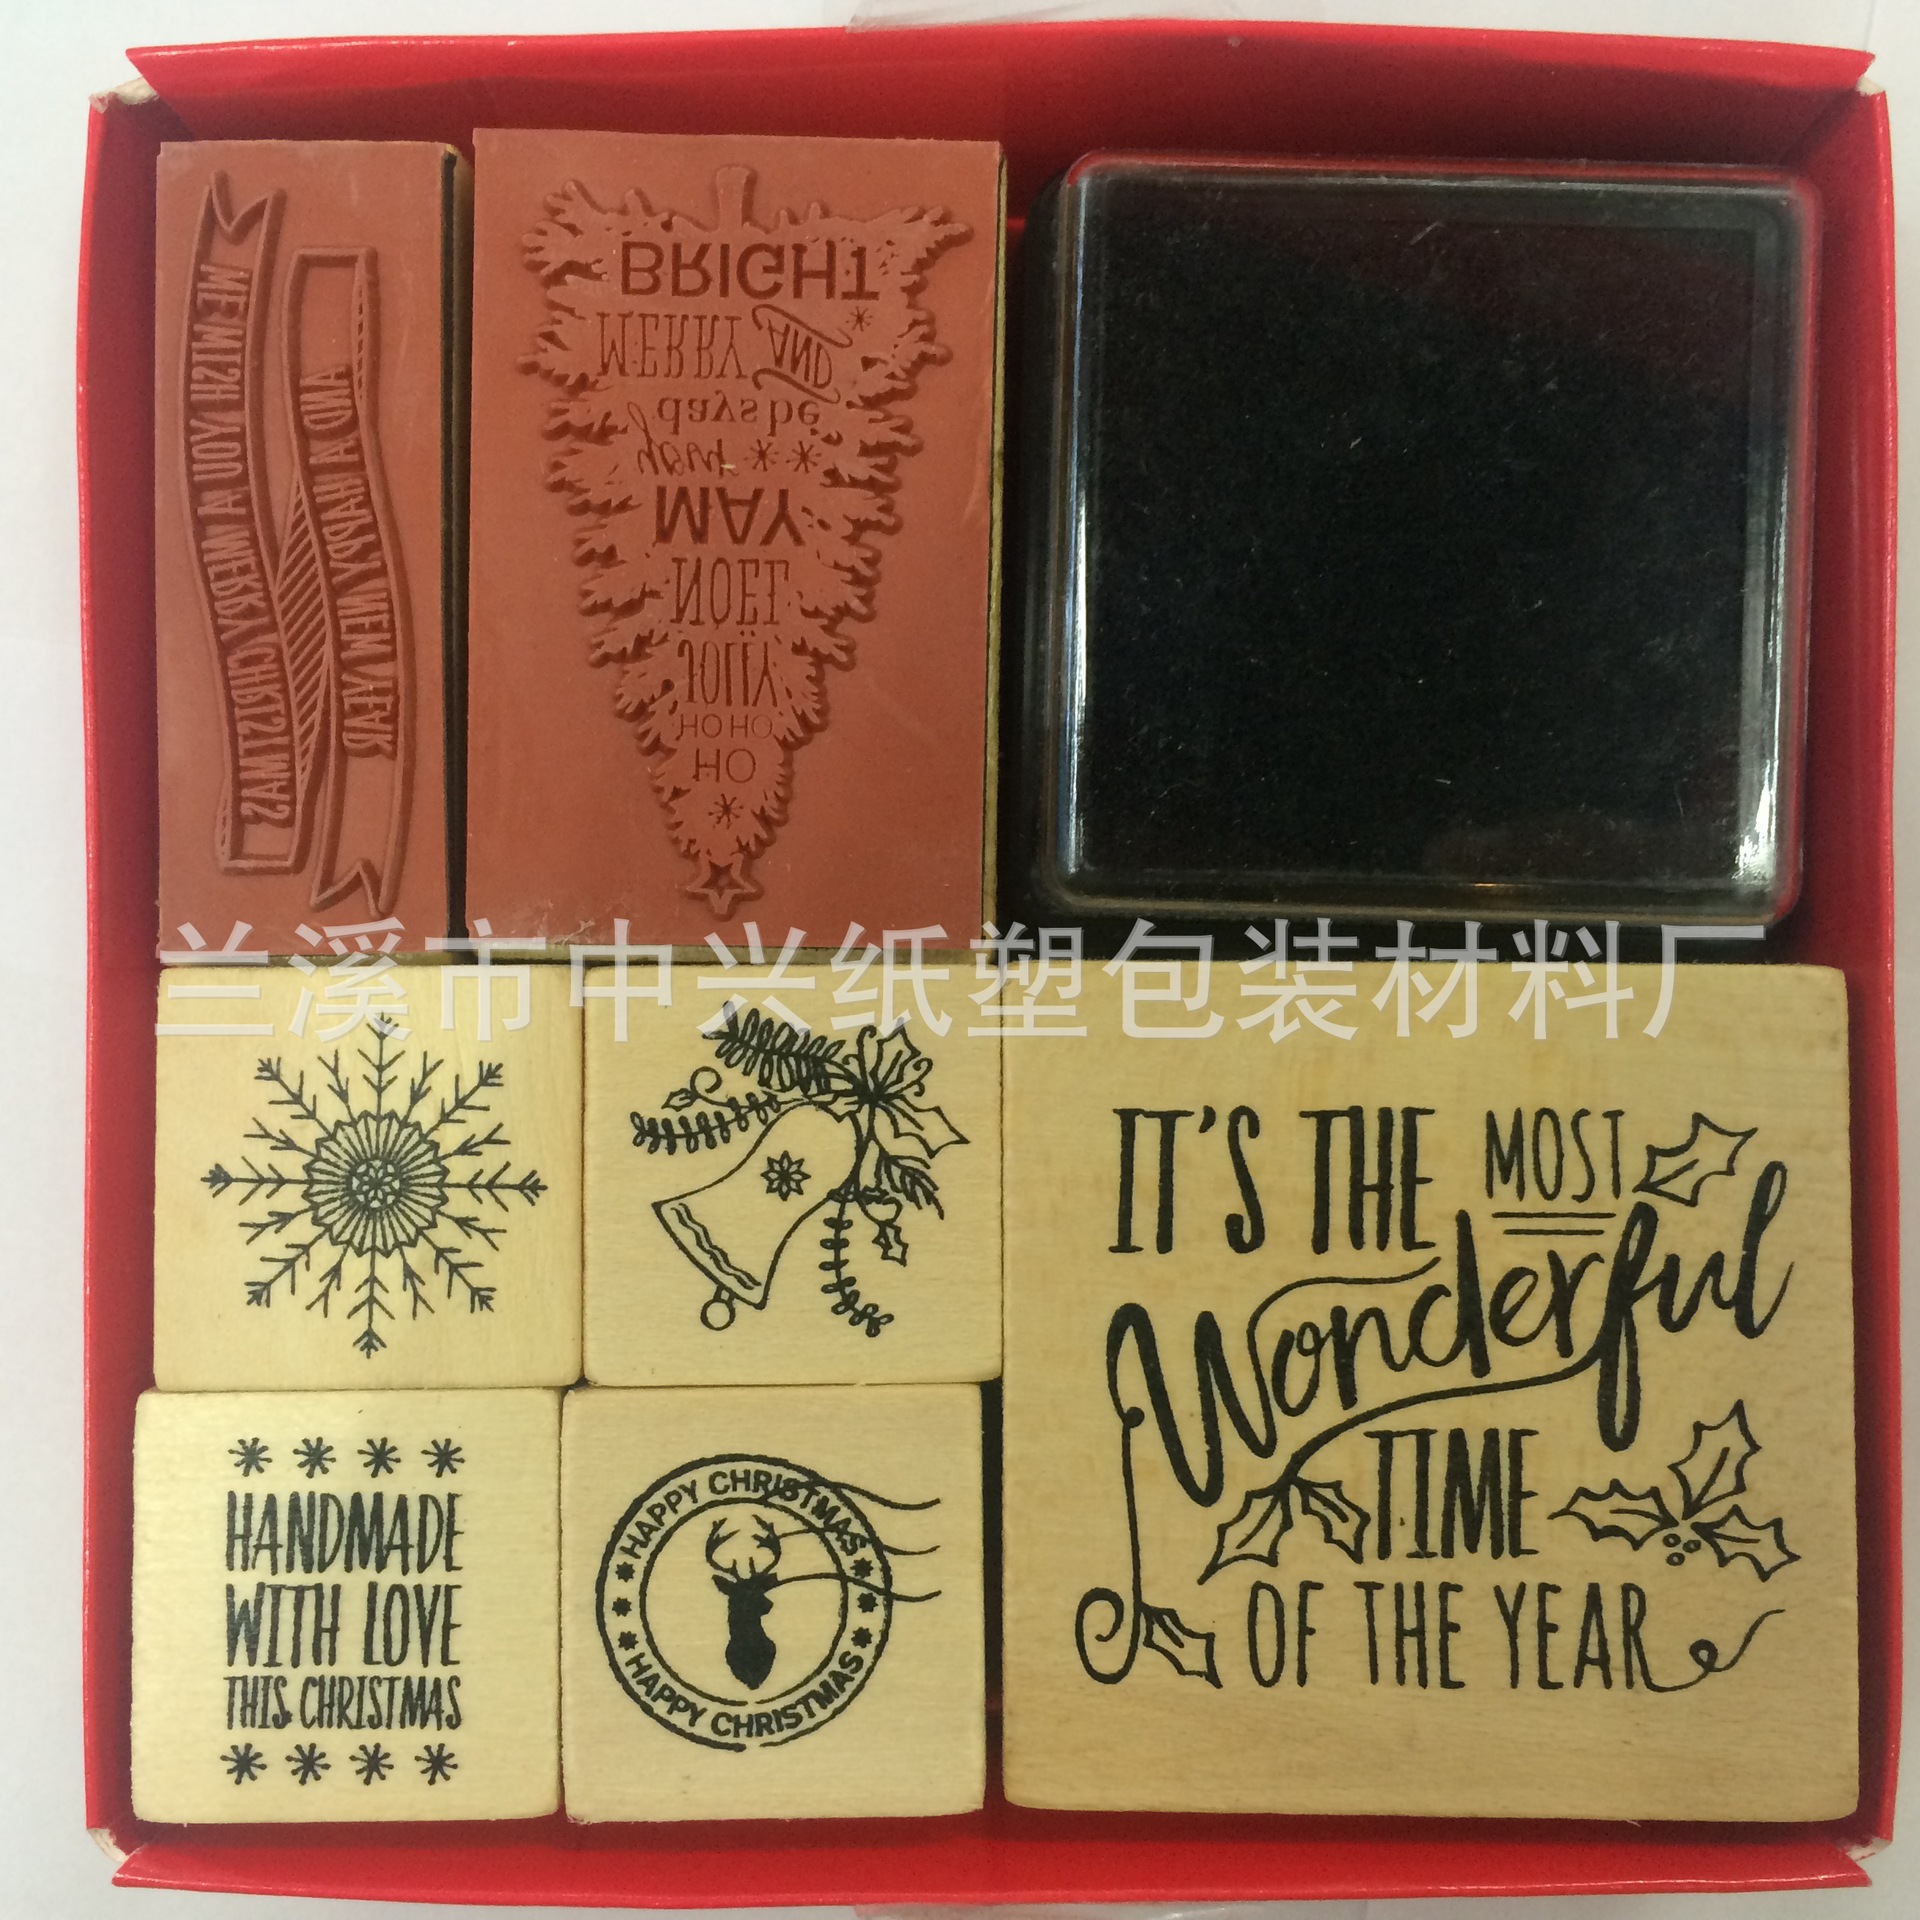 WE WISH YOU A MERRY CHRISTMAS
AND A HAPPY NEW YEAR
HO
HO HO
JOLLY
NOEL
MAY
your
days be
MERRY AND
BRIGHT
兰溪市中兴纸塑包装材料厂
IT'S THE MOST
Wonderful
TIME
OF THE YEAR
HANDMADE
WITH LOVE
THIS CHRISTMAS
HAPPY CHRISTMAS
HAPPY CHRISTMAS